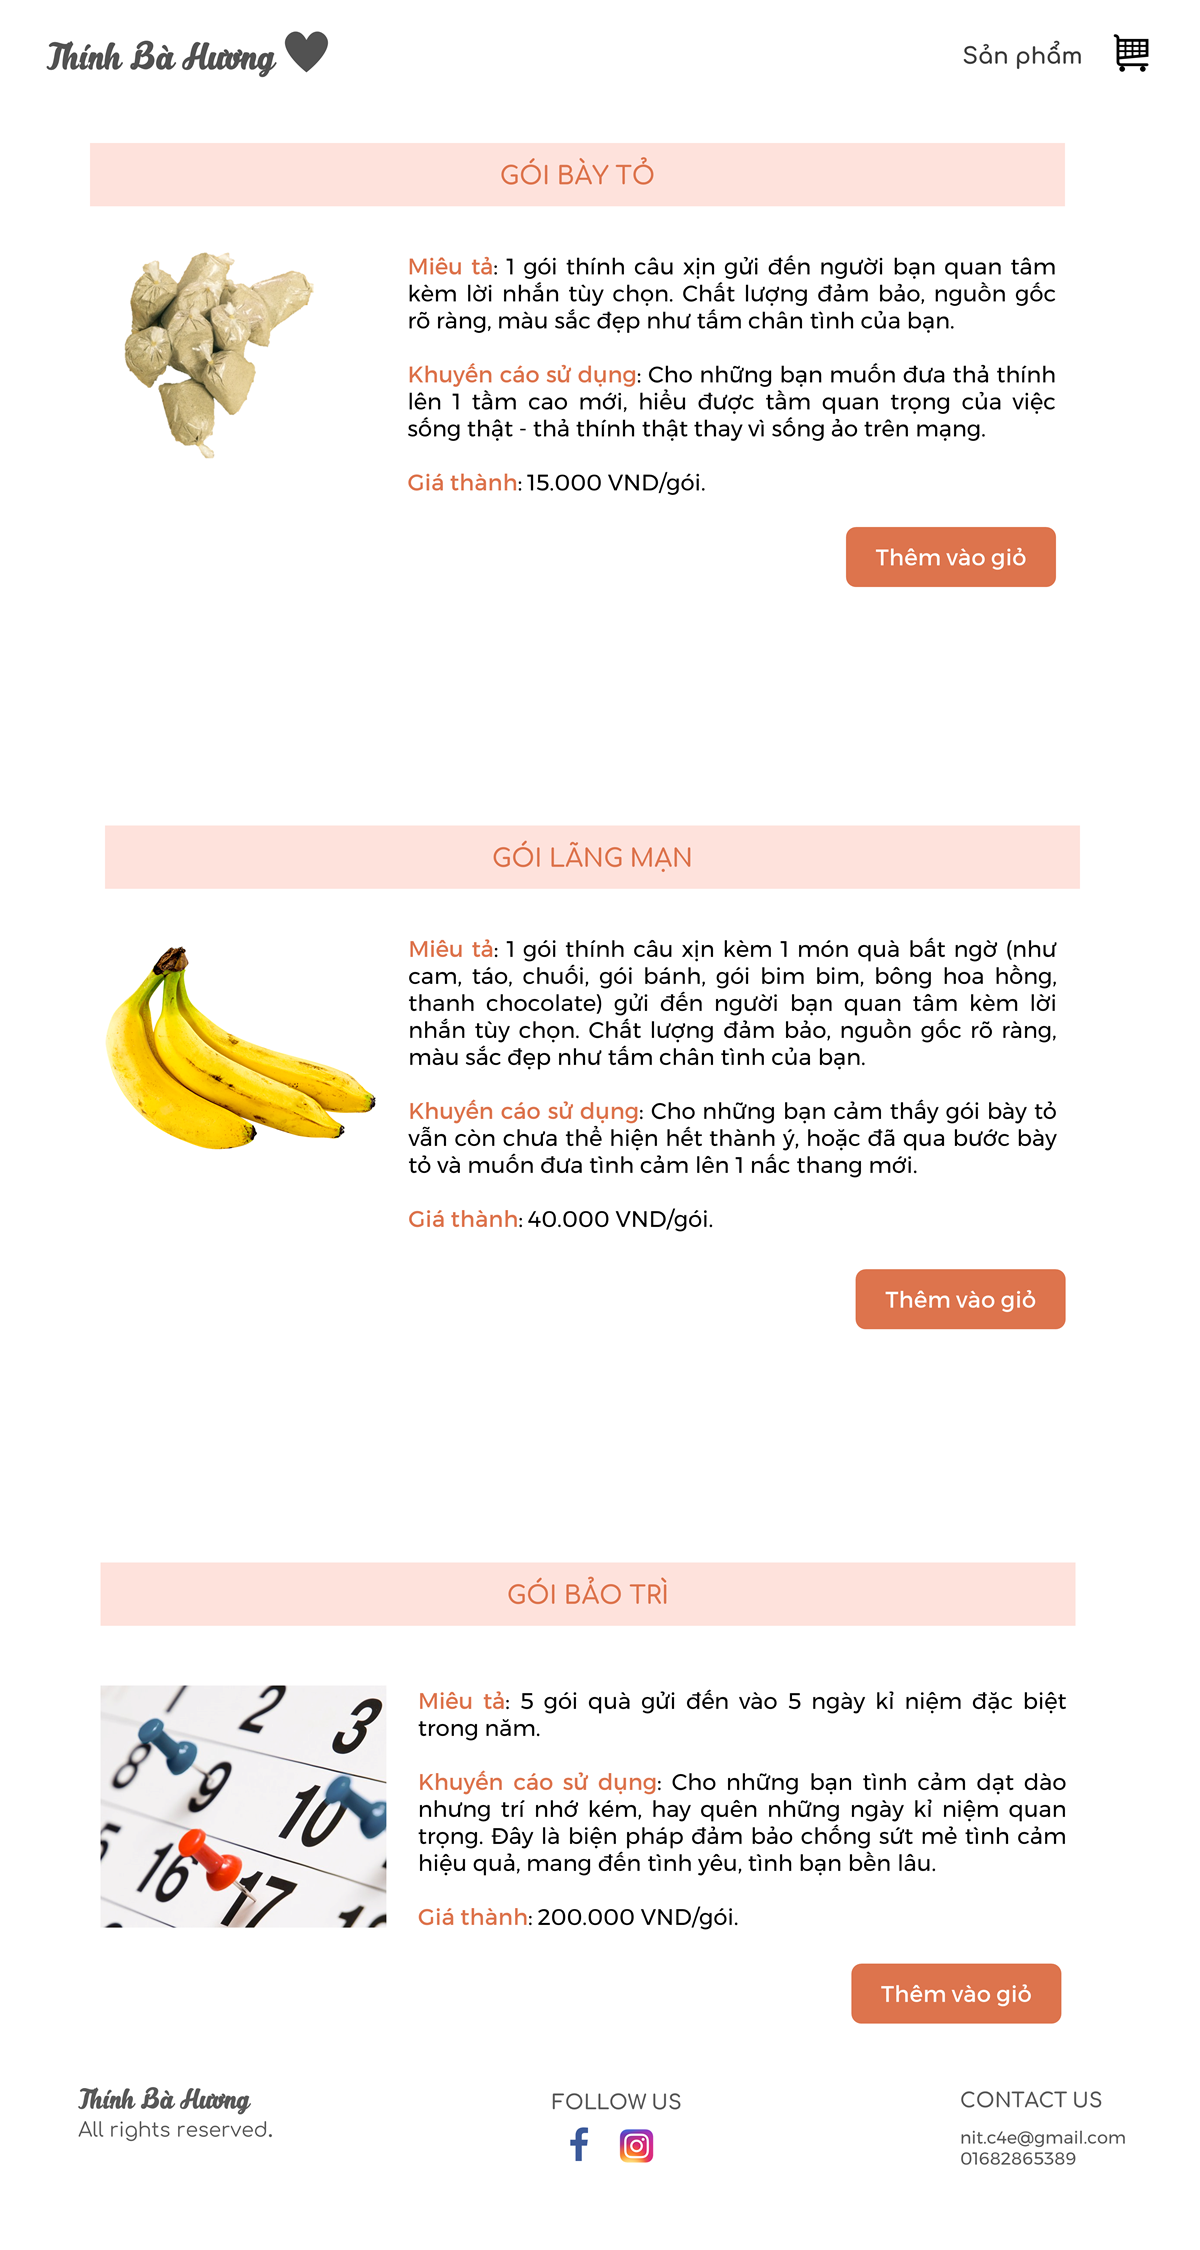 Thính Bà Hương
Sản phẩm
GÓI BÀY TỎ
Miêu tả: 1 gói thính câu xịn gửi đến người bạn quan tâm
kèm lời nhắn tùy chọn. Chất lượng đảm bảo, nguồn gốc
rõ ràng, màu sắc đẹp như tấm chân tình của bạn.
Khuyến cáo sử dụng: Cho những bạn muốn đưa thả thính
lên 1 tầm cao mới, hiểu được tầm quan trọng của việc
sống thật - thả thính thật thay vì sống ảo trên mạng.
Giá thành: 15.000 VND/gói.
Thêm vào giỏ
GÓI LÃNG MẠN
Miêu tả: 1 gói thính câu xịn kèm 1 món quà bất ngờ (như
cam, táo, chuối, gói bánh, gói bim bim, bông hoa hồng,
thanh chocolate) gửi đến người bạn quan tâm kèm lời
nhắn tùy chọn. Chất lượng đảm bảo, nguồn gốc rõ ràng,
màu sắc đẹp như tấm chân tình của bạn.
Khuyến cáo sử dụng: Cho những bạn cảm thấy gói bày tỏ
vẫn còn chưa thể hiện hết thành ý, hoặc đã qua bước bày
tỏ và muốn đưa tình cảm lên 1 nấc thang mới.
Giá thành: 40.000 VND/gói.
Thêm vào giỏ
GÓI BẢO TRÌ
2
3
8
9
10
16
17
Miêu tả: 5 gói quà gửi đến vào 5 ngày kỉ niệm đặc biệt
trong năm.
Khuyến cáo sử dụng: Cho những bạn tình cảm dạt dào
nhưng trí nhớ kém, hay quên những ngày kỉ niệm quan
trọng. Đây là biện pháp đảm bảo chống sứt mẻ tình cảm
hiệu quả, mang đến tình yêu, tình bạn bền lâu.
Giá thành: 200.000 VND/gói.
Thêm vào giỏ
Thính Bà Hương
All rights reserved.
FOLLOW US
CONTACT US
nit.c4e@gmail.com
01682865389